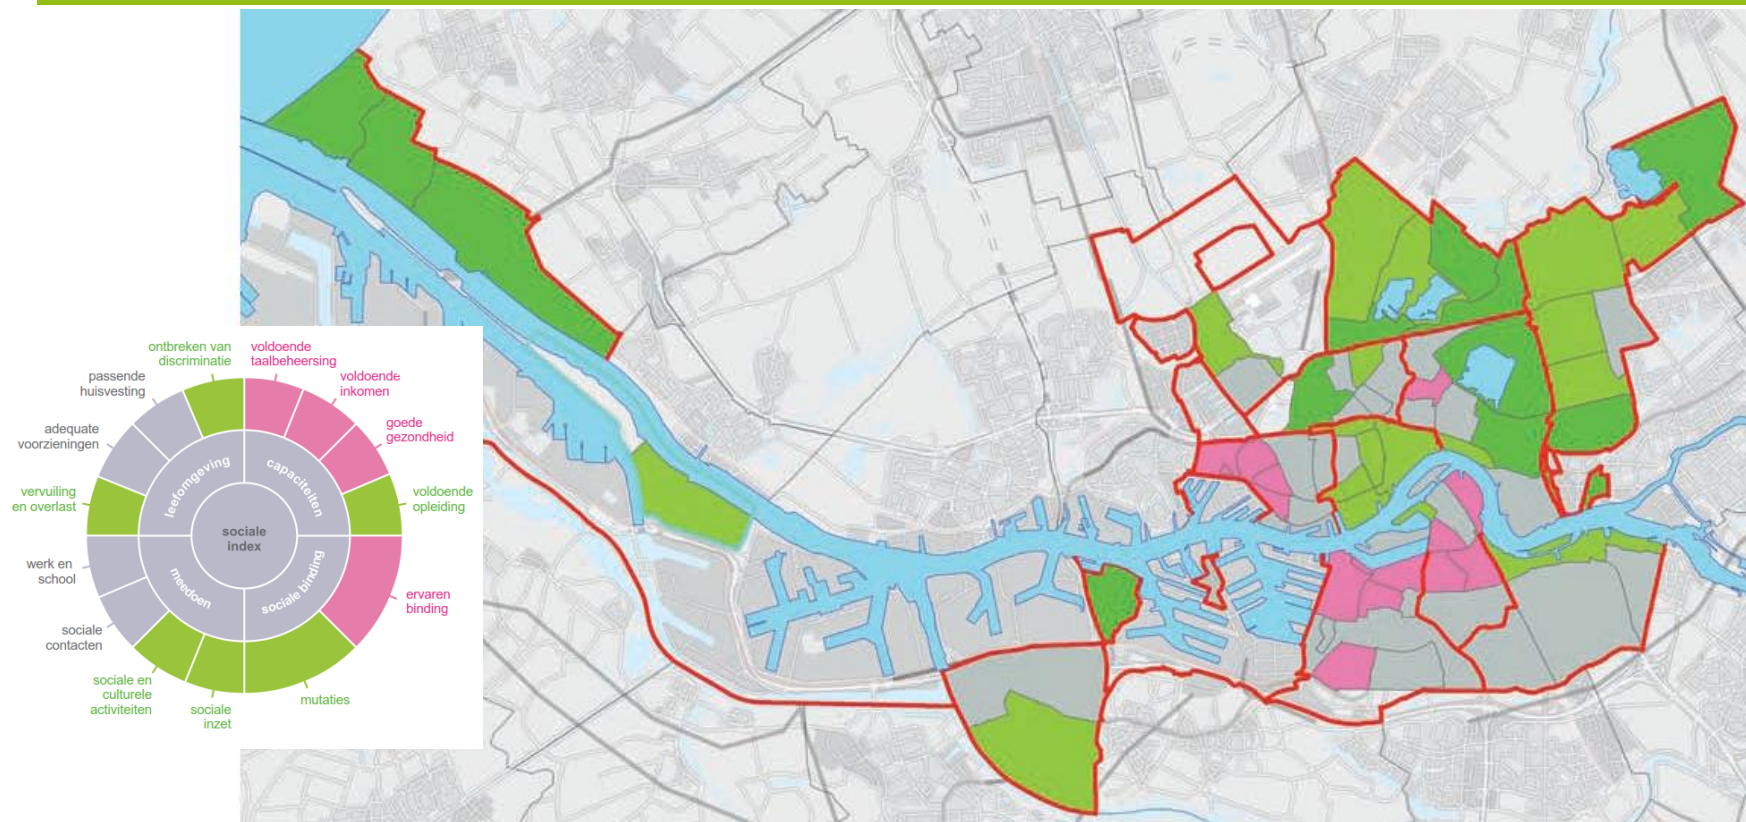 ontbreken van
discriminatie
voldoende
taalbeheersing
passende
huisvesting
voldoende
inkomen
adequate
voorzieningen
goede
gezondheid
vervuiling
en overlast
voldoende
opleiding
leefomgeving
capaciteiten
sociale
index
meedoen
sociale binding
werk en
school
ervaren
binding
sociale
contacten
sociale en
culturele
activiteiten
sociale
inzet
mutaties